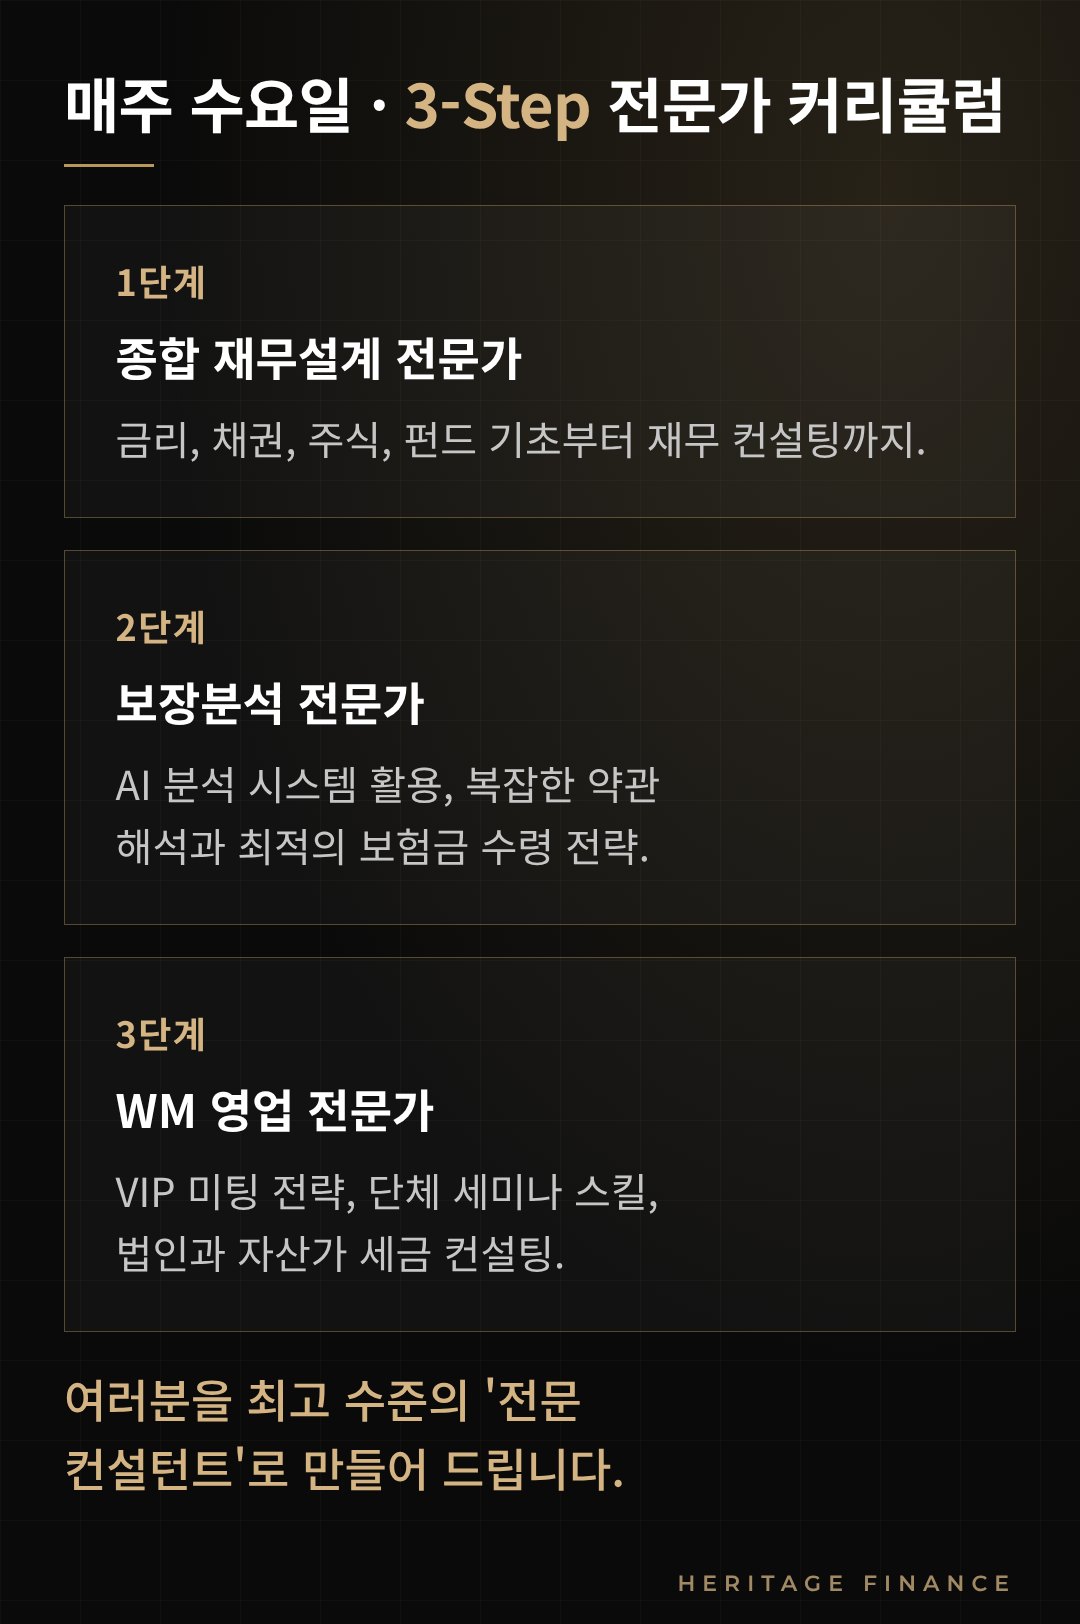 매주 수요일 · 3-Step 전문가 커리큘럼
1단계
종합 재무설계 전문가
금리, 채권, 주식, 펀드 기초부터 재무 컨설팅까지.
2단계
보장분석 전문가
AI 분석 시스템 활용, 복잡한 약관
해석과 최적의 보험금 수령 전략.
3단계
WM 영업 전문가
VIP 미팅 전략, 단체 세미나 스킬,
법인과 자산가 세금 컨설팅.
여러분을 최고 수준의 '전문
컨설턴트'로 만들어 드립니다.
HERITAGE FINANCE